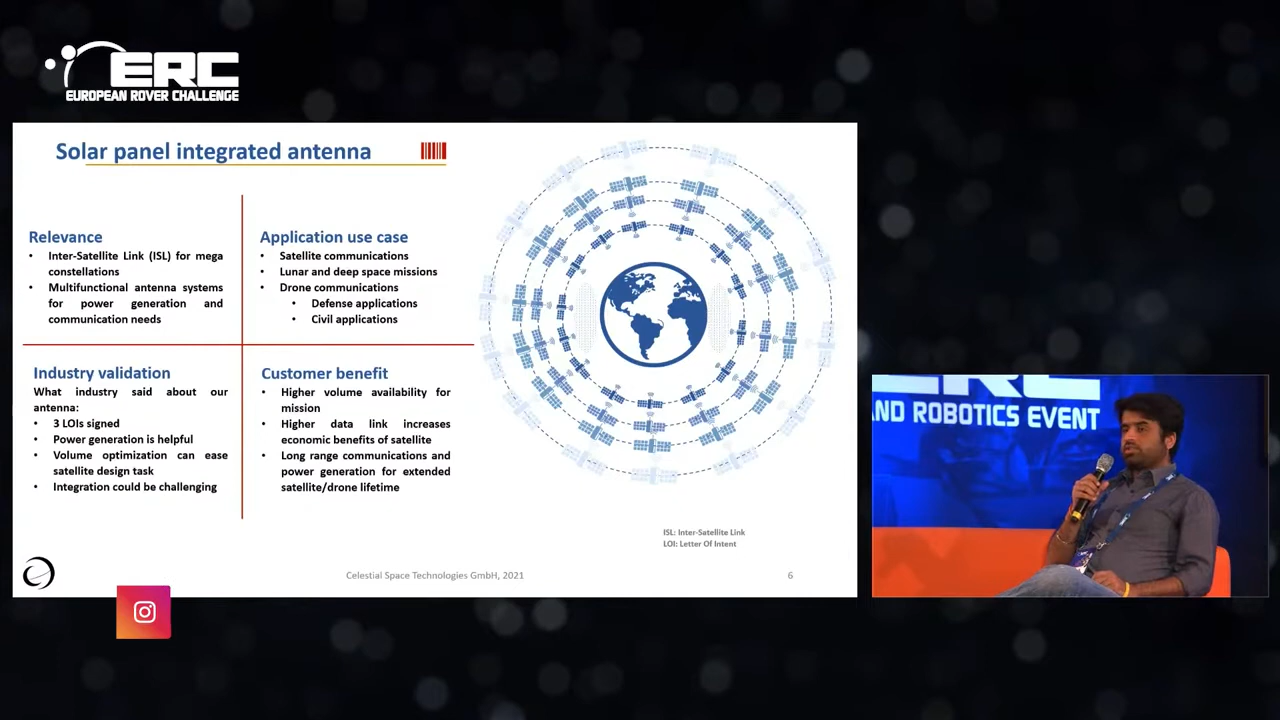 ERC
EUROPEAN ROVER CHALLENGE
Solar panel integrated antenna
Relevance
• Inter-Satellite Link (ISL) for mega
constellations
• Multifunctional antenna systems
for power generation and
communication needs
Application use case
• Satellite communications
• Lunar and deep space missions
• Drone communications
• Defense applications
• Civil applications
Industry validation
What industry said about our
antenna:
• 3 LOIs signed
• Power generation is helpful
• Volume optimization can ease
satellite design task
• Integration could be challenging
Customer benefit
• Higher volume availability for
mission
• Higher data link increases
economic benefits of satellite
• Long range communications and
power generation for extended
satellite/drone lifetime
ISL: Inter-Satellite Link
LOI: Letter Of Intent
Celestial Space Technologies GmbH, 2021
6
ERC
AND ROBOTICS EVENT